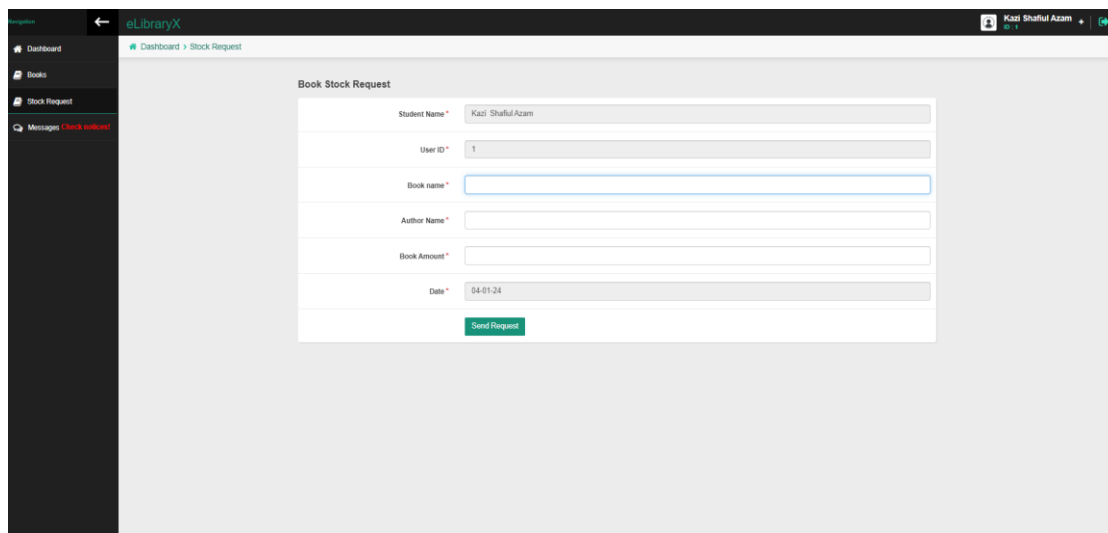 Navigation
eLibraryX
Kazi Shafiul Azam
ID : 1
Dashboard
Books
Stock Request
Messages Check notices!
Dashboard > Stock Request
Book Stock Request
Student Name * Kazi Shafiul Azam
User ID * 1
Book name *
Author Name *
Book Amount *
Date * 04-01-24
Send Request